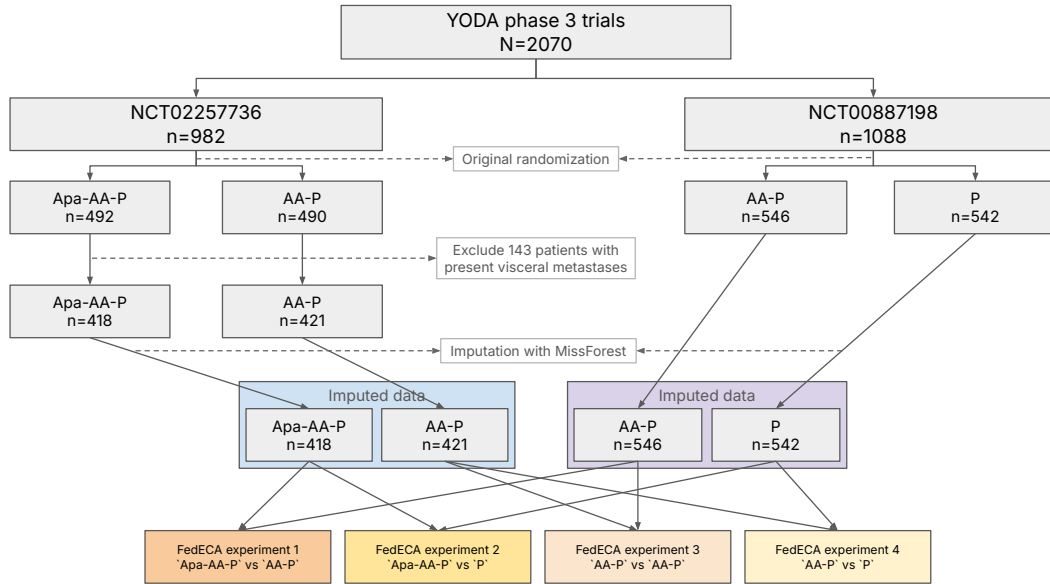 YODA phase 3 trials
N=2070
NCT02257736
n=982
NCT00887198
n=1088
Original randomization
Apa-AA-P
n=492
AA-P
n=490
AA-P
n=546
P
n=542
Exclude 143 patients with
present visceral metastases
Apa-AA-P
n=418
AA-P
n=421
Imputation with MissForest
Imputed data
Imputed data
Apa-AA-P
n=418
AA-P
n=421
AA-P
n=546
P
n=542
FedECA experiment 1
`Apa-AA-P` vs `AA-P`
FedECA experiment 2
`Apa-AA-P` vs `P`
FedECA experiment 3
`AA-P` vs `AA-P`
FedECA experiment 4
`AA-P` vs `P`